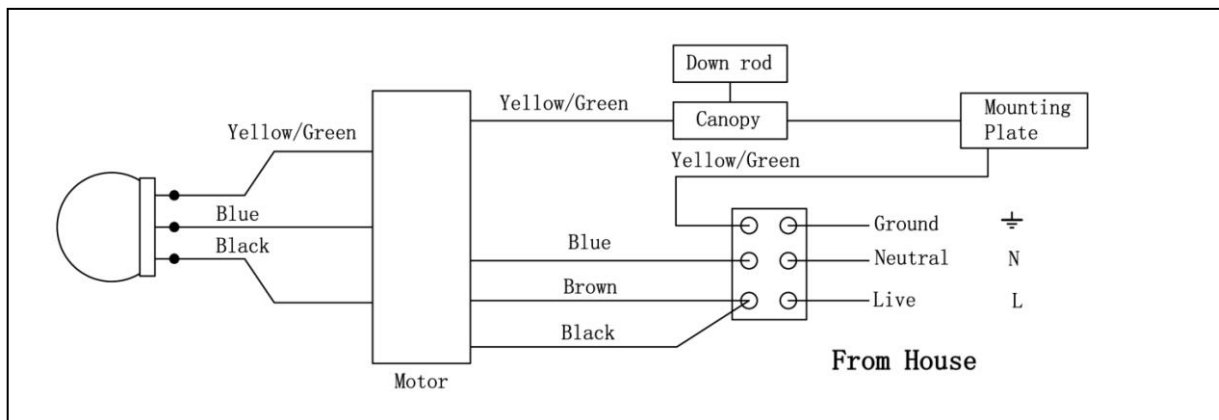 Down rod
Yellow/Green
Canopy
Mounting
Plate
Yellow/Green
Yellow/Green
Blue
Black
Ground
Blue
Neutral N
Brown
Live L
Black
From House
Motor